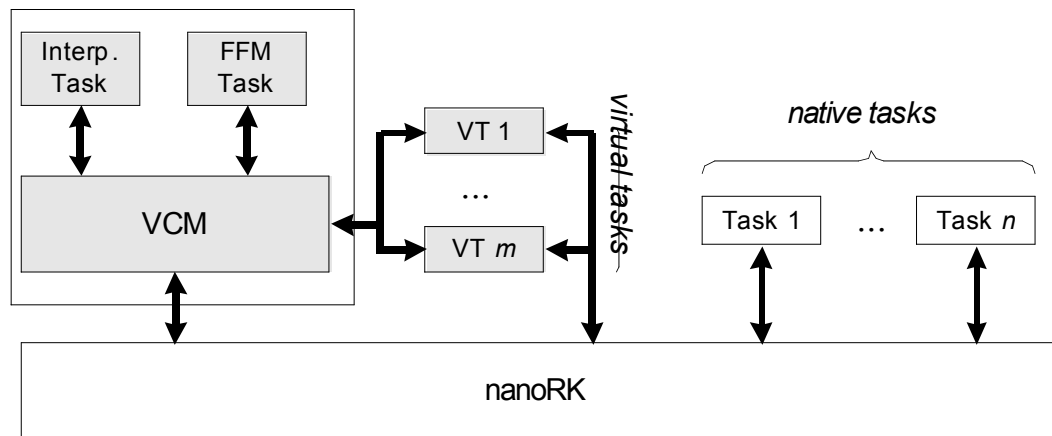 Interp.
Task
FFM
Task
VCM
VT 1
...
VT m
virtual tasks
native tasks
Task 1
...
Task n
nanoRK